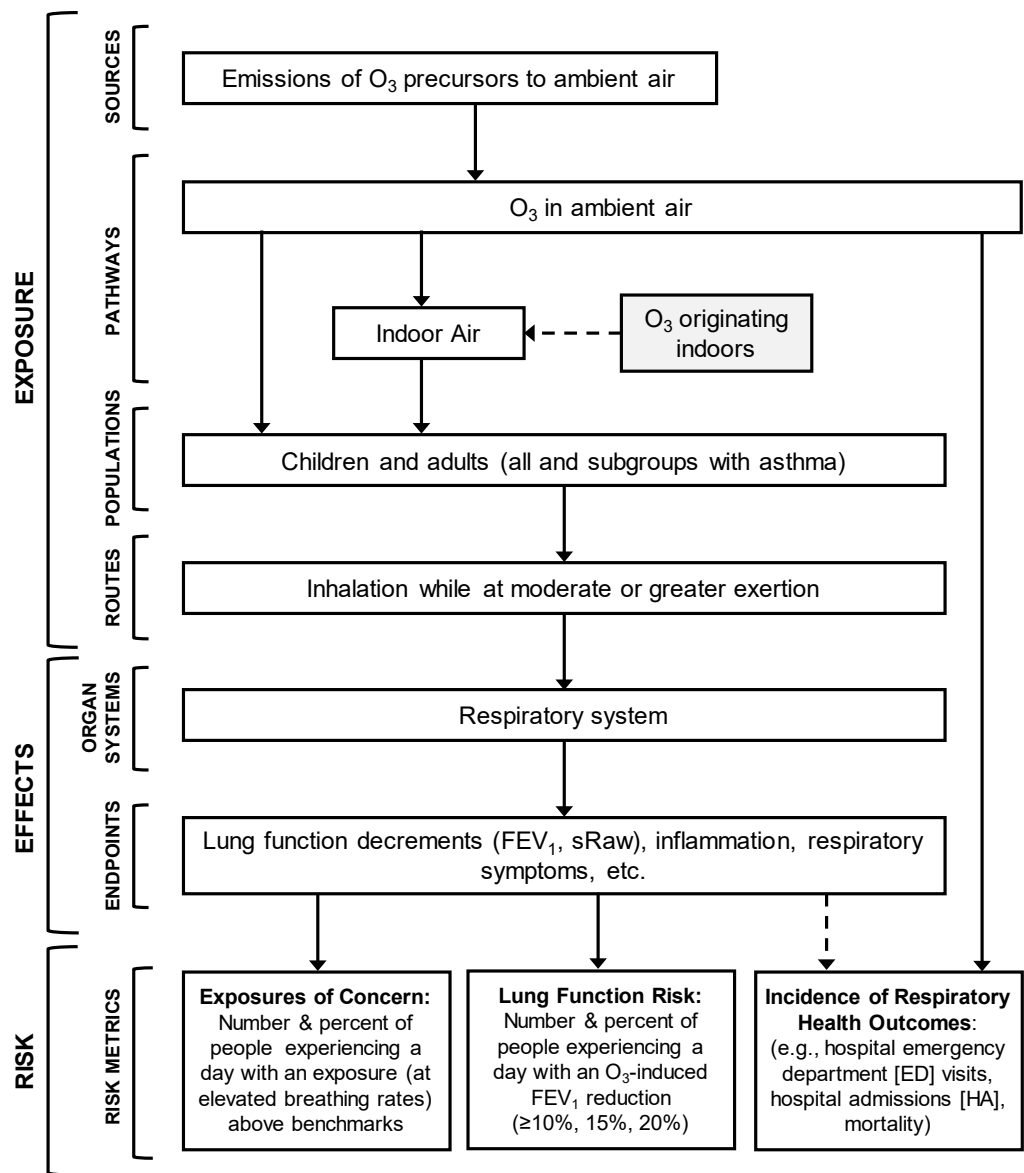 EXPOSURE
SOURCES
Emissions of O₃ precursors to ambient air
PATHWAYS
O₃ in ambient air
Indoor Air
O₃ originating
indoors
POPULATIONS
Children and adults (all and subgroups with asthma)
ROUTES
Inhalation while at moderate or greater exertion
EFFECTS
ORGAN
SYSTEMS
Respiratory system
ENDPOINTS
Lung function decrements (FEV₁, sRaw), inflammation, respiratory
symptoms, etc.
RISK
RISK METRICS
Exposures of Concern:
Number & percent of
people experiencing a
day with an exposure (at
elevated breathing rates)
above benchmarks
Lung Function Risk:
Number & percent of
people experiencing a
day with an O₃-induced
FEV₁ reduction
(≥10%, 15%, 20%)
Incidence of Respiratory
Health Outcomes:
(e.g., hospital emergency
department [ED] visits,
hospital admissions [HA],
mortality)